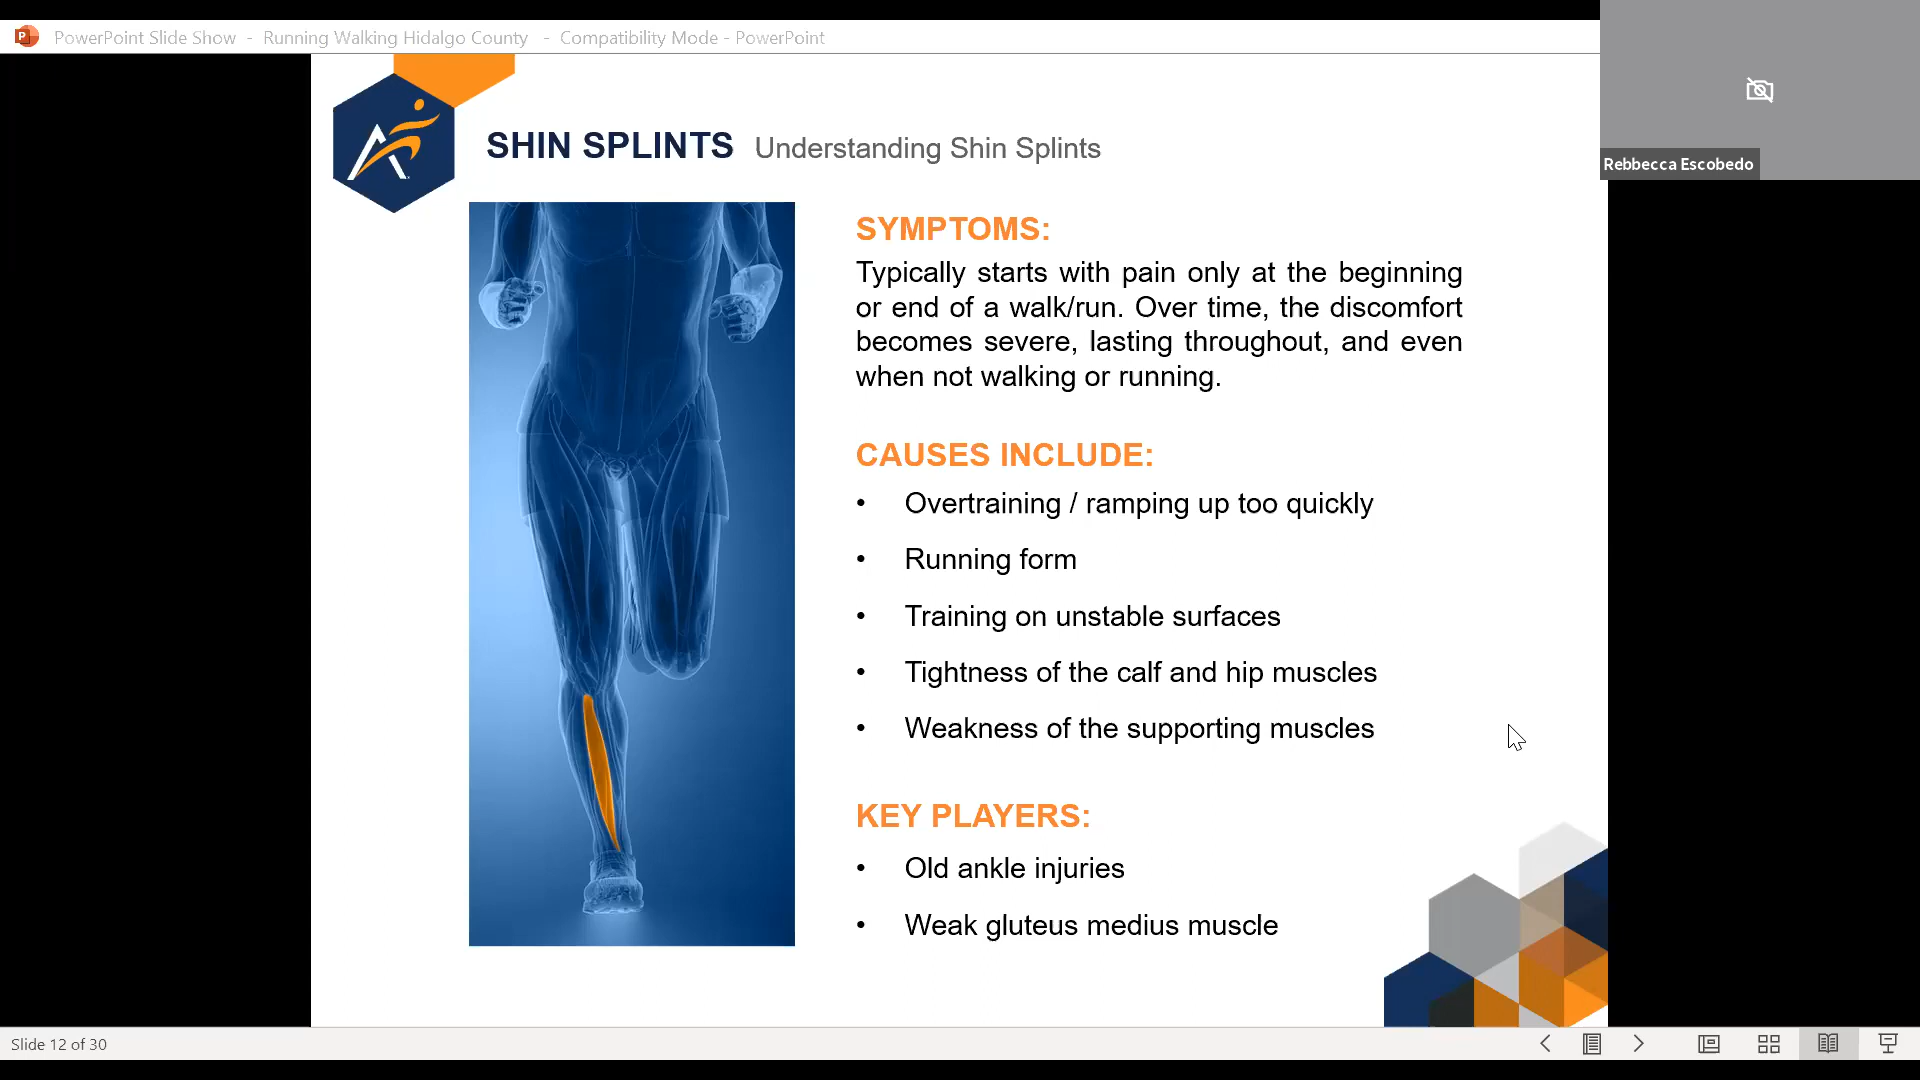 PowerPoint Slide Show - Running Walking Hidalgo County - Compatibility Mode - PowerPoint
Rebbecca Escobedo
SHIN SPLINTS Understanding Shin Splints
SYMPTOMS:
Typically starts with pain only at the beginning
or end of a walk/run. Over time, the discomfort
becomes severe, lasting throughout, and even
when not walking or running.
CAUSES INCLUDE:
• Overtraining / ramping up too quickly
• Running form
• Training on unstable surfaces
• Tightness of the calf and hip muscles
• Weakness of the supporting muscles
KEY PLAYERS:
• Old ankle injuries
• Weak gluteus medius muscle
Slide 12 of 30